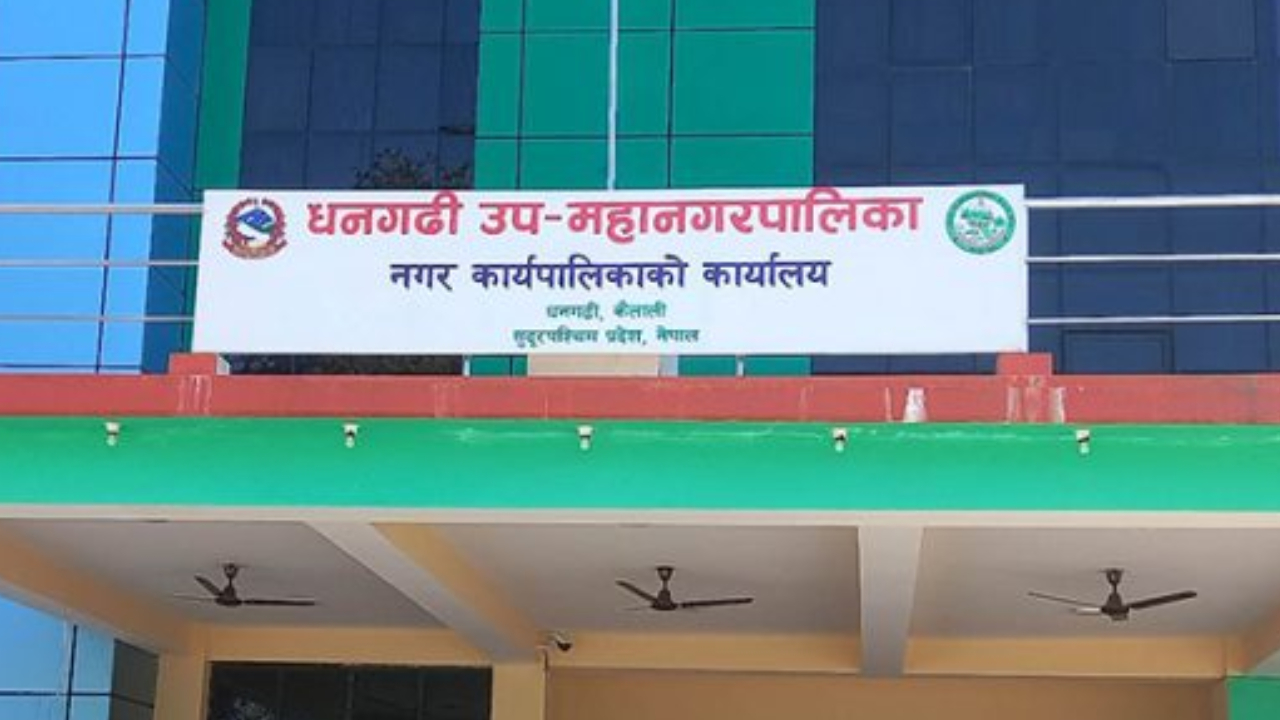 धनगढी उप-महानगरपालिका
नगर कार्यपालिकाको कार्यालय
धनगढी, कैलाली
सुदूरपश्चिम प्रदेश, नेपाल